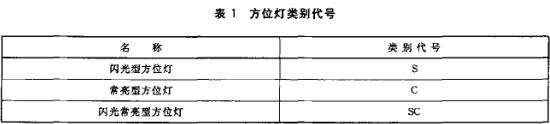 表 1 方位灯类别代号
名 称 类 别 代 号
闪光型方位灯 S
常亮型方位灯 C
闪光常亮型方位灯 SC